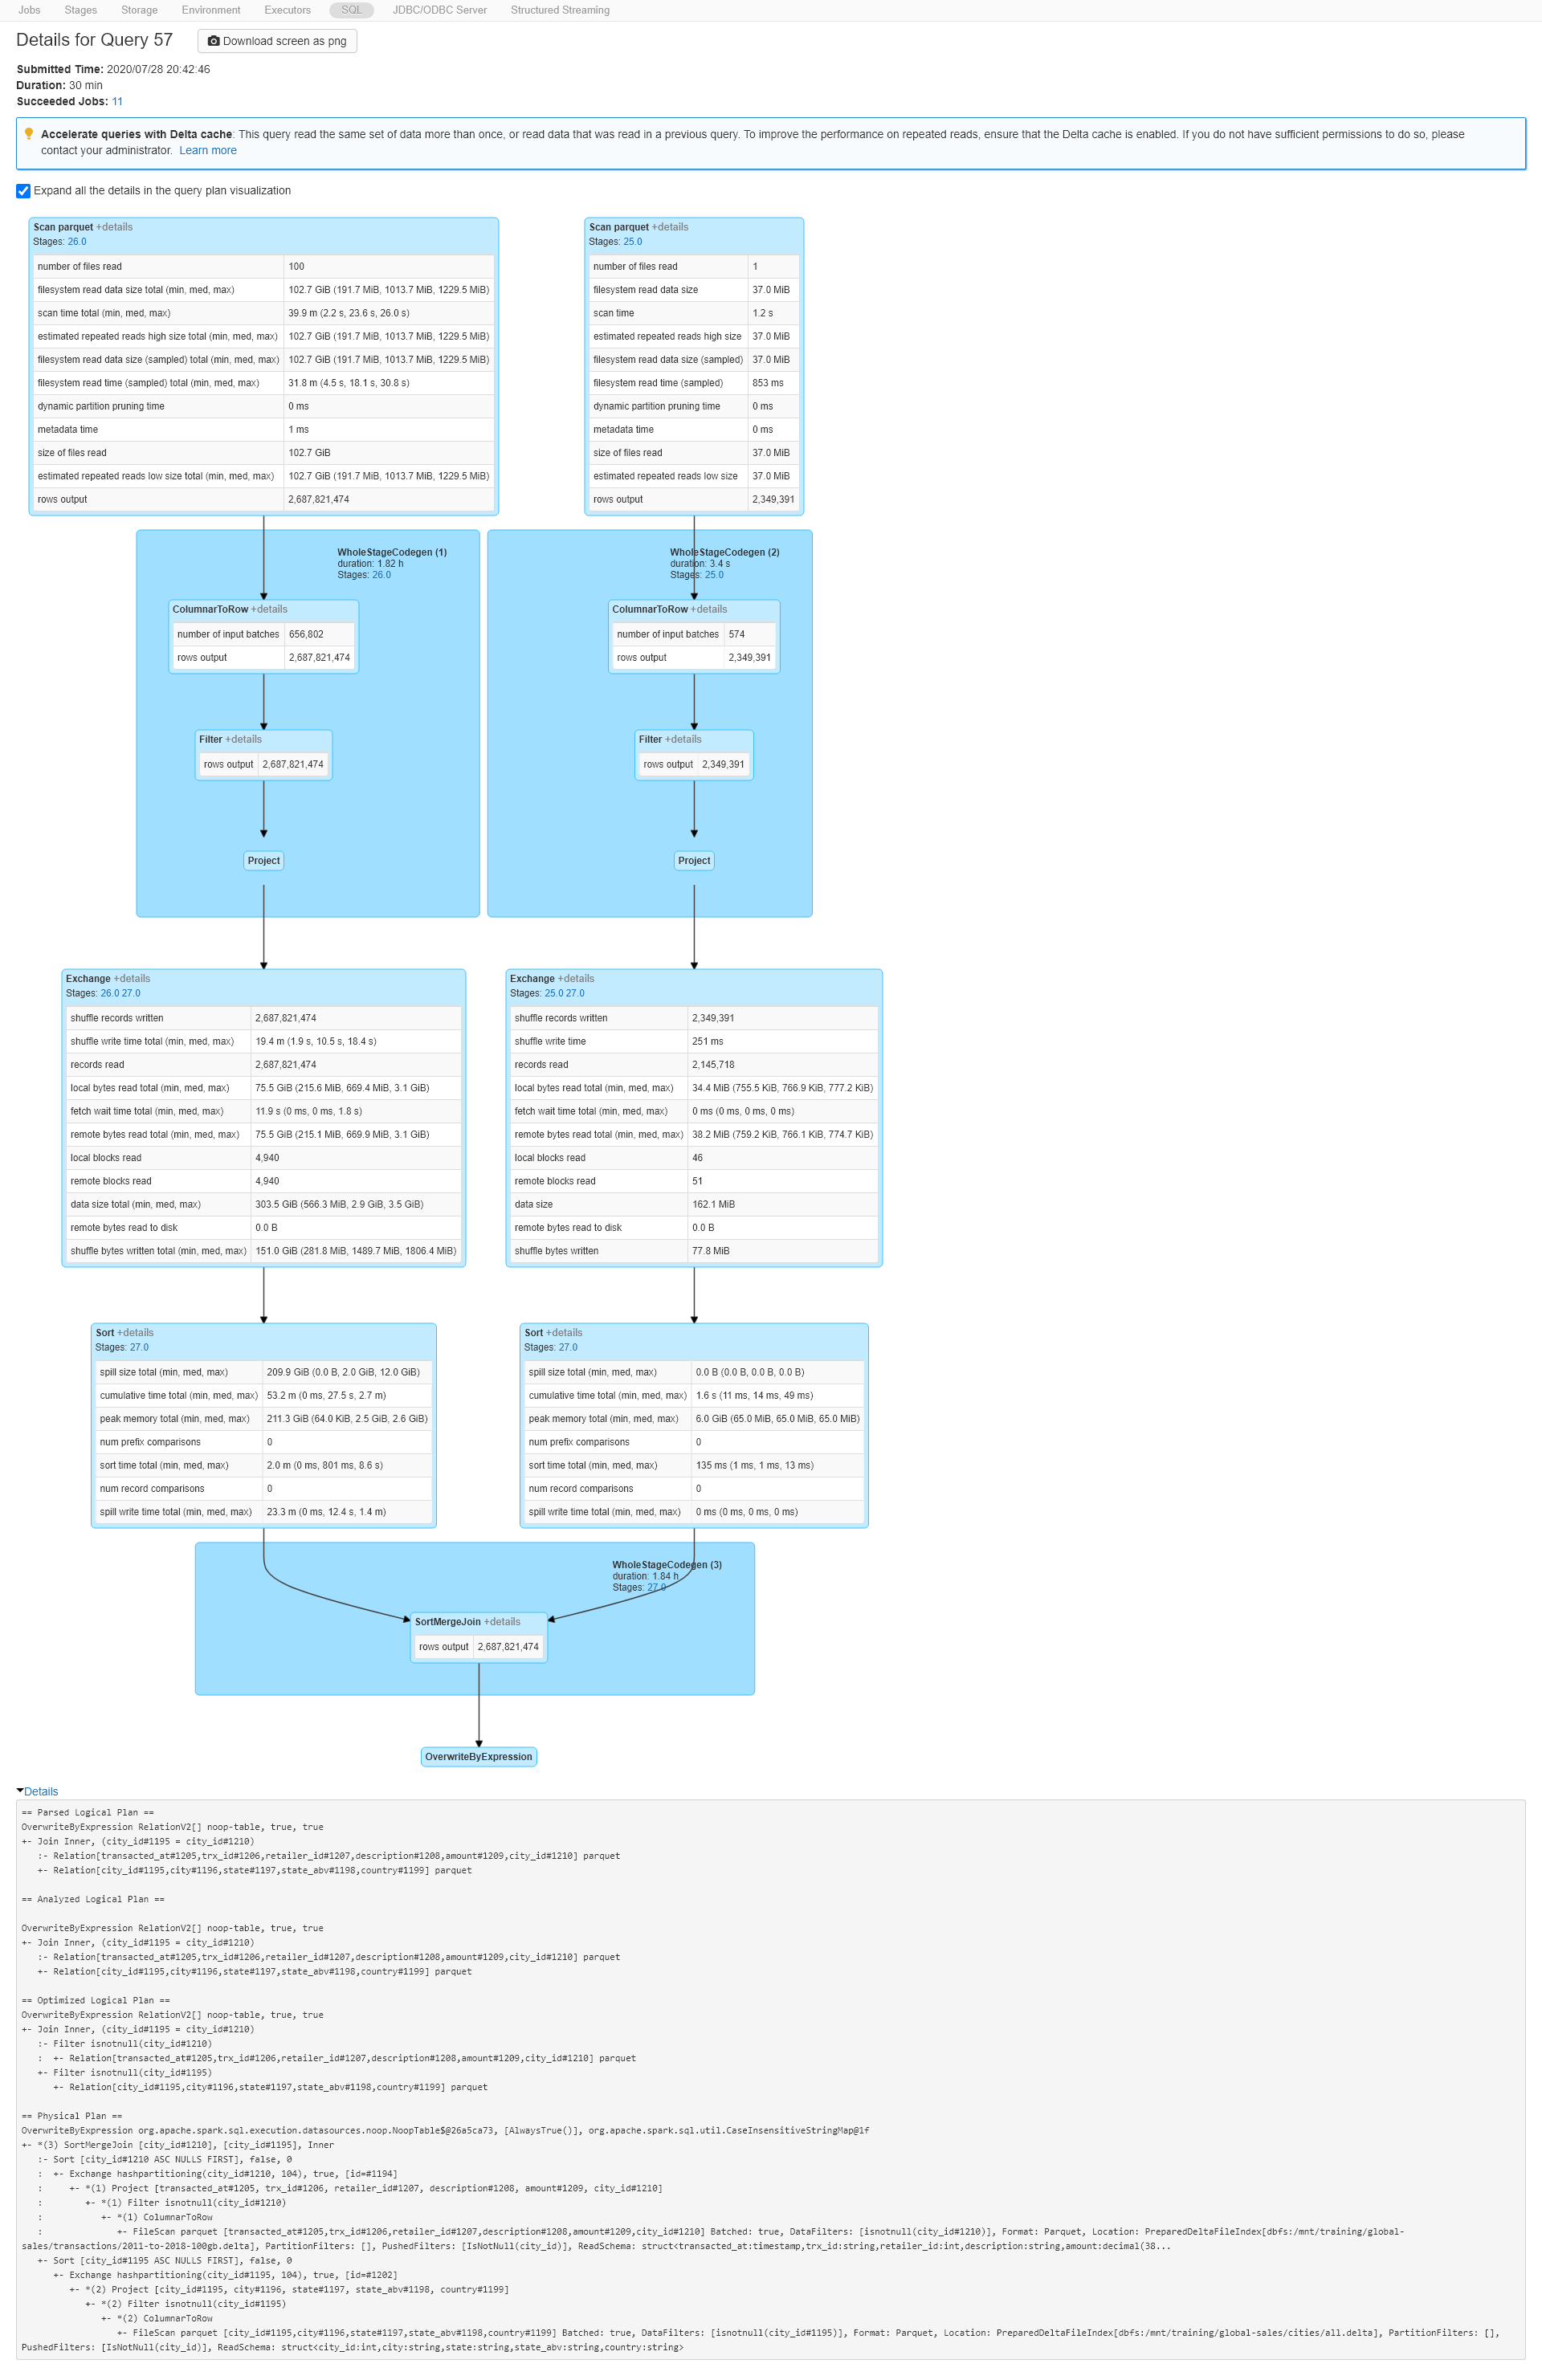 Jobs Stages Storage Environment Executors SQL JDBC/ODBC Server Structured Streaming
Details for Query 57 Download screen as png
Submitted Time: 2020/07/28 20:42:46
Duration: 30 min
Succeeded Jobs: 11
Accelerate queries with Delta cache: This query read the same set of data more than once, or read data that was read in a previous query. To improve the performance on repeated reads, ensure that the Delta cache is enabled. If you do not have sufficient permissions to do so, please
contact your administrator. Learn more
Expand all the details in the query plan visualization
Scan parquet +details
Stages: 26.0
number of files read 100
filesystem read data size total (min, med, max) 102.7 GiB (191.7 MiB, 1013.7 MiB, 1229.5 MiB)
scan time total (min, med, max) 39.9 m (2.2 s, 23.6 s, 26.0 s)
estimated repeated reads high size total (min, med, max) 102.7 GiB (191.7 MiB, 1013.7 MiB, 1229.5 MiB)
filesystem read data size (sampled) total (min, med, max) 102.7 GiB (191.7 MiB, 1013.7 MiB, 1229.5 MiB)
filesystem read time (sampled) total (min, med, max) 31.8 m (4.5 s, 18.1 s, 30.8 s)
dynamic partition pruning time 0 ms
metadata time 1 ms
size of files read 102.7 GiB
estimated repeated reads low size total (min, med, max) 102.7 GiB (191.7 MiB, 1013.7 MiB, 1229.5 MiB)
rows output 2,687,821,474
Scan parquet +details
Stages: 25.0
number of files read 1
filesystem read data size 37.0 MiB
scan time 1.2 s
estimated repeated reads high size 37.0 MiB
filesystem read data size (sampled) 37.0 MiB
filesystem read time (sampled) 853 ms
dynamic partition pruning time 0 ms
metadata time 0 ms
size of files read 37.0 MiB
estimated repeated reads low size 37.0 MiB
rows output 2,349,391
WholeStageCodegen (1)
duration: 1.82 h
Stages: 26.0
ColumnarToRow +details
number of input batches 656,802
rows output 2,687,821,474
Filter +details
rows output 2,687,821,474
Project
WholeStageCodegen (2)
duration: 3.4 s
Stages: 25.0
ColumnarToRow +details
number of input batches 574
rows output 2,349,391
Filter +details
rows output 2,349,391
Project
Exchange +details
Stages: 26.0 27.0
shuffle records written 2,687,821,474
shuffle write time total (min, med, max) 19.4 m (1.9 s, 10.5 s, 18.4 s)
records read 2,687,821,474
local bytes read total (min, med, max) 75.5 GiB (215.6 MiB, 669.4 MiB, 3.1 GiB)
fetch wait time total (min, med, max) 11.9 s (0 ms, 0 ms, 1.8 s)
remote bytes read total (min, med, max) 75.5 GiB (215.1 MiB, 669.9 MiB, 3.1 GiB)
local blocks read 4,940
remote blocks read 4,940
data size total (min, med, max) 303.5 GiB (566.3 MiB, 2.9 GiB, 3.5 GiB)
remote bytes read to disk 0.0 B
shuffle bytes written total (min, med, max) 151.0 GiB (281.8 MiB, 1489.7 MiB, 1806.4 MiB)
Exchange +details
Stages: 25.0 27.0
shuffle records written 2,349,391
shuffle write time 251 ms
records read 2,145,718
local bytes read total (min, med, max) 34.4 MiB (755.5 KiB, 766.9 KiB, 777.2 KiB)
fetch wait time total (min, med, max) 0 ms (0 ms, 0 ms, 0 ms)
remote bytes read total (min, med, max) 38.2 MiB (759.2 KiB, 766.1 KiB, 774.7 KiB)
local blocks read 46
remote blocks read 51
data size 162.1 MiB
remote bytes read to disk 0.0 B
shuffle bytes written 77.8 MiB
Sort +details
Stages: 27.0
spill size total (min, med, max) 209.9 GiB (0.0 B, 2.0 GiB, 12.0 GiB)
cumulative time total (min, med, max) 53.2 m (0 ms, 27.5 s, 2.7 m)
peak memory total (min, med, max) 211.3 GiB (64.0 KiB, 2.5 GiB, 2.6 GiB)
num prefix comparisons 0
sort time total (min, med, max) 2.0 m (0 ms, 801 ms, 8.6 s)
num record comparisons 0
spill write time total (min, med, max) 23.3 m (0 ms, 12.4 s, 1.4 m)
Sort +details
Stages: 27.0
spill size total (min, med, max) 0.0 B (0.0 B, 0.0 B, 0.0 B)
cumulative time total (min, med, max) 1.6 s (11 ms, 14 ms, 49 ms)
peak memory total (min, med, max) 6.0 GiB (65.0 MiB, 65.0 MiB, 65.0 MiB)
num prefix comparisons 0
sort time total (min, med, max) 135 ms (1 ms, 1 ms, 13 ms)
num record comparisons 0
spill write time total (min, med, max) 0 ms (0 ms, 0 ms, 0 ms)
WholeStageCodegen (3)
duration: 1.84 h
Stages: 27.0
SortMergeJoin +details
rows output 2,687,821,474
OverwriteByExpression
Details
== Parsed Logical Plan ==
OverwriteByExpression RelationV2[] noop-table, true, true
+- Join Inner, (city_id#1195 = city_id#1210)
   :- Relation[transacted_at#1205,trx_id#1206,retailer_id#1207,description#1208,amount#1209,city_id#1210] parquet
   +- Relation[city_id#1195,city#1196,state#1197,state_abv#1198,country#1199] parquet
== Analyzed Logical Plan ==
OverwriteByExpression RelationV2[] noop-table, true, true
+- Join Inner, (city_id#1195 = city_id#1210)
   :- Relation[transacted_at#1205,trx_id#1206,retailer_id#1207,description#1208,amount#1209,city_id#1210] parquet
   +- Relation[city_id#1195,city#1196,state#1197,state_abv#1198,country#1199] parquet
== Optimized Logical Plan ==
OverwriteByExpression RelationV2[] noop-table, true, true
+- Join Inner, (city_id#1195 = city_id#1210)
   :- Filter isnotnull(city_id#1210)
   :  +- Relation[transacted_at#1205,trx_id#1206,retailer_id#1207,description#1208,amount#1209,city_id#1210] parquet
   +- Filter isnotnull(city_id#1195)
      +- Relation[city_id#1195,city#1196,state#1197,state_abv#1198,country#1199] parquet
== Physical Plan ==
OverwriteByExpression org.apache.spark.sql.execution.datasources.noop.NoopTable$@26a5ca73, [AlwaysTrue()], org.apache.spark.sql.util.CaseInsensitiveStringMap@1f
+- *(3) SortMergeJoin [city_id#1210], [city_id#1195], Inner
   :- Sort [city_id#1210 ASC NULLS FIRST], false, 0
   :  +- Exchange hashpartitioning(city_id#1210, 104), true, [id=#1194]
   :     +- *(1) Project [transacted_at#1205, trx_id#1206, retailer_id#1207, description#1208, amount#1209, city_id#1210]
   :        +- *(1) Filter isnotnull(city_id#1210)
   :           +- *(1) ColumnarToRow
   :              +- FileScan parquet [transacted_at#1205,trx_id#1206,retailer_id#1207,description#1208,amount#1209,city_id#1210] Batched: true, DataFilters: [isnotnull(city_id#1210)], Format: Parquet, Location: PreparedDeltaFileIndex[dbfs:/mnt/training/global-
sales/transactions/2011-to-2018-100gb.delta], PartitionFilters: [], PushedFilters: [IsNotNull(city_id)], ReadSchema: struct<transacted_at:timestamp,trx_id:string,retailer_id:int,description:string,amount:decimal(38...
   +- Sort [city_id#1195 ASC NULLS FIRST], false, 0
      +- Exchange hashpartitioning(city_id#1195, 104), true, [id=#1202]
         +- *(2) Project [city_id#1195, city#1196, state#1197, state_abv#1198, country#1199]
            +- *(2) Filter isnotnull(city_id#1195)
               +- *(2) ColumnarToRow
                  +- FileScan parquet [city_id#1195,city#1196,state#1197,state_abv#1198,country#1199] Batched: true, DataFilters: [isnotnull(city_id#1195)], Format: Parquet, Location: PreparedDeltaFileIndex[dbfs:/mnt/training/global-sales/cities/all.delta], PartitionFilters: [],
PushedFilters: [IsNotNull(city_id)], ReadSchema: struct<city_id:int,city:string,state:string,state_abv:string,country:string>